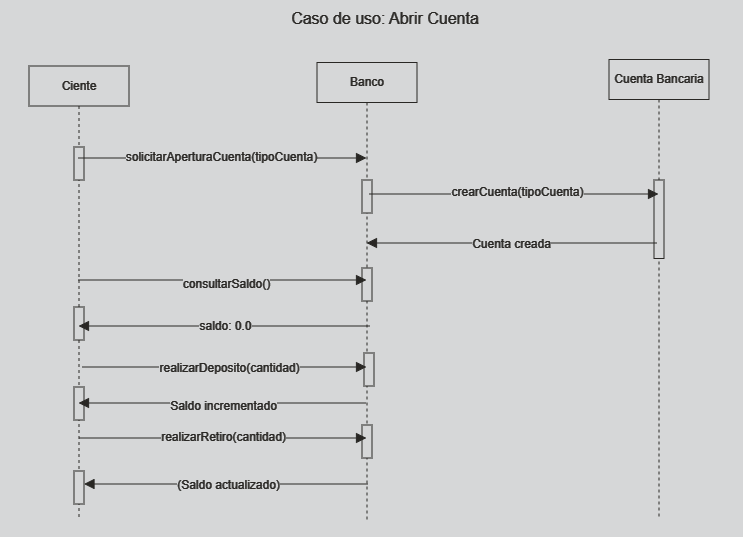 Caso de uso: Abrir Cuenta
Ciente
Banco
Cuenta Bancaria
solicitarAperturaCuenta(tipoCuenta)
crearCuenta(tipoCuenta)
Cuenta creada
consultarSaldo()
saldo: 0.0
realizarDeposito(cantidad)
Saldo incrementado
realizarRetiro(cantidad)
(Saldo actualizado)